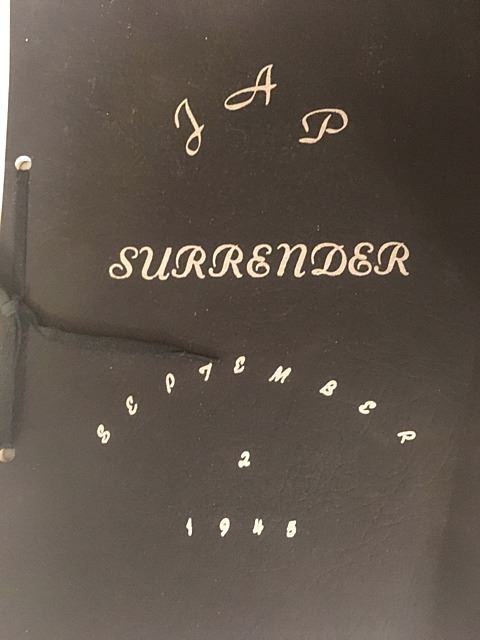 JAP
SURRENDER
SEPTEMBER
2
1945